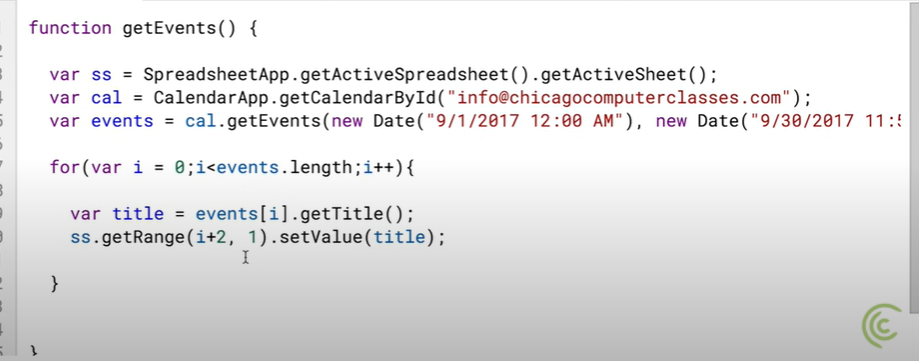 function getEvents() {
var ss = SpreadsheetApp.getActiveSpreadsheet().getActiveSheet();
var cal = CalendarApp.getCalendarById("info@chicagocomputerclasses.com");
var events = cal.getEvents(new Date("9/1/2017 12:00 AM"), new Date("9/30/2017 11:
for(var i = 0;i<events.length;i++){
var title = events[i].getTitle();
ss.getRange(i+2, 1).setValue(title);
}
}